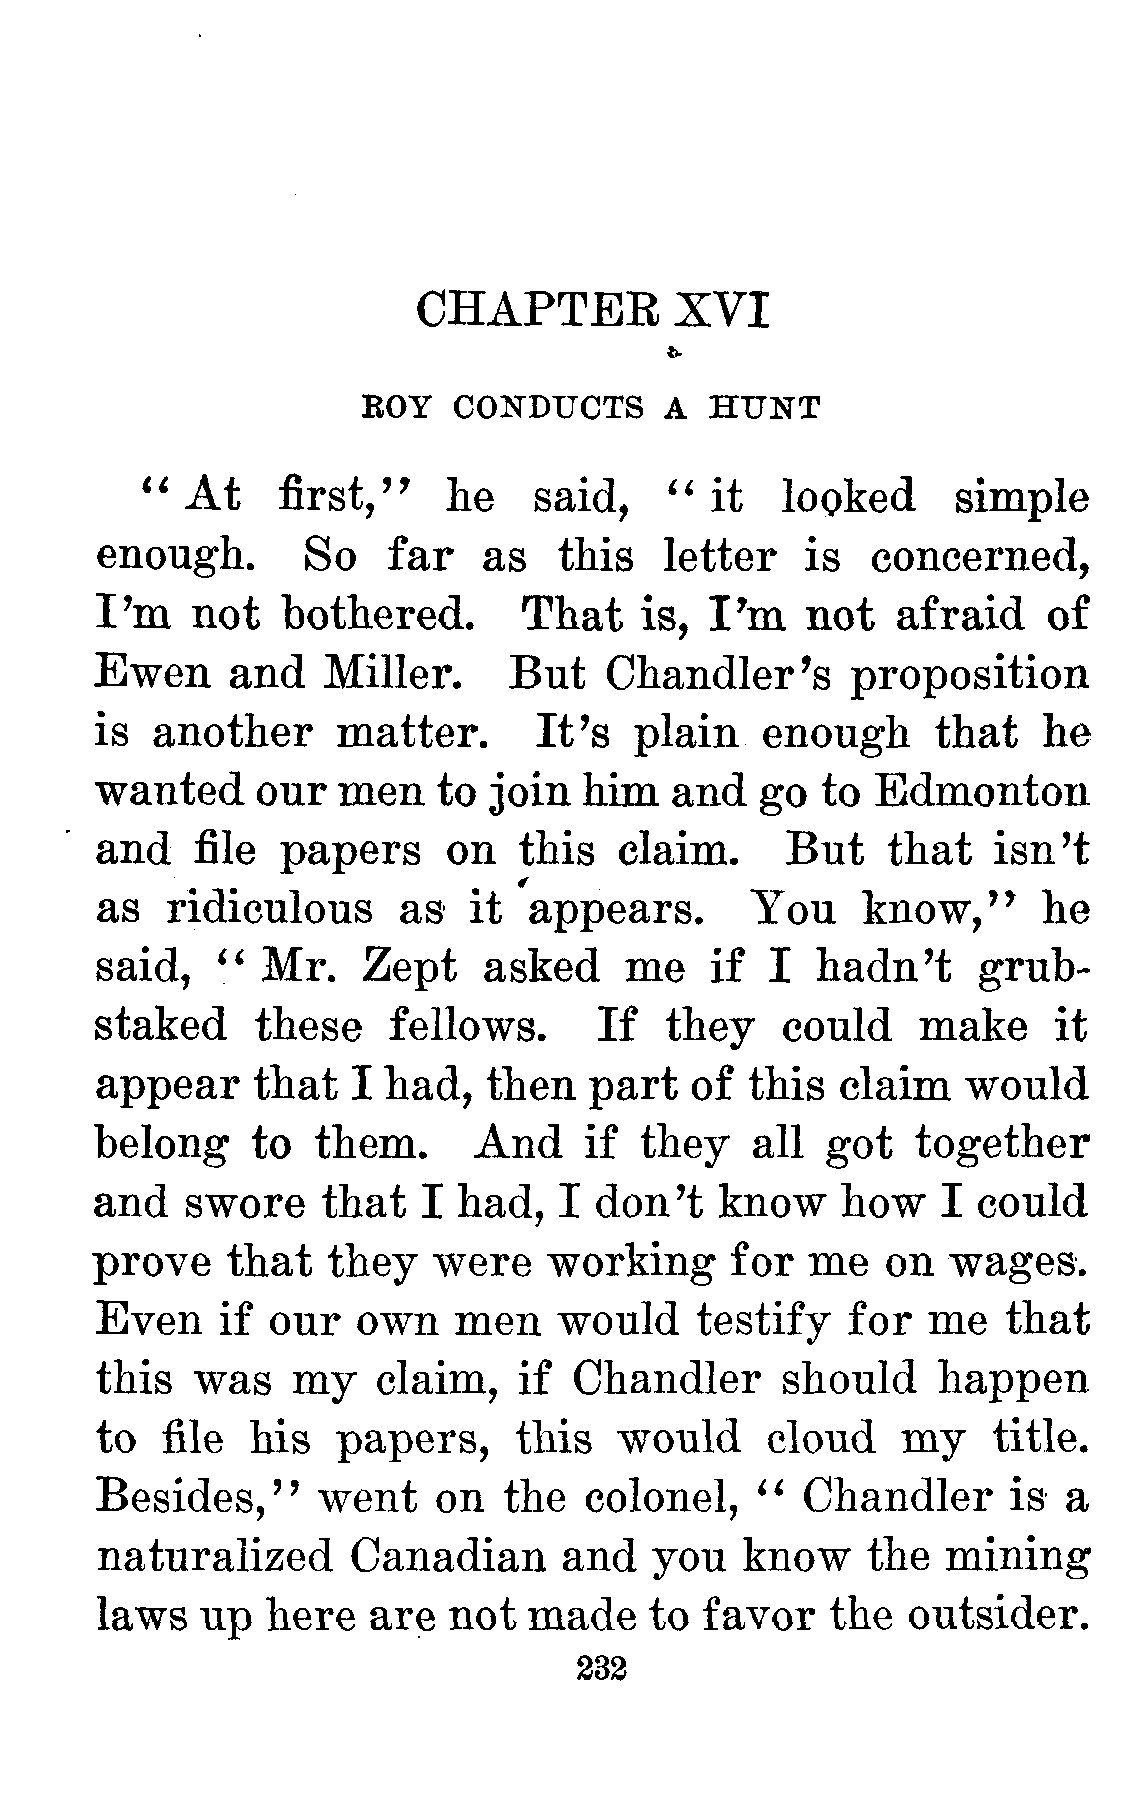 CHAPTER XVI
ROY CONDUCTS A HUNT
“ At first,” he said, “ it looked simple
enough. So far as this letter is concerned,
I’m not bothered. That is, I’m not afraid of
Ewen and Miller. But Chandler’s proposition
is another matter. It’s plain enough that he
wanted our men to join him and go to Edmonton
and file papers on this claim. But that isn’t
as ridiculous as it appears. You know,” he
said, “ Mr. Zept asked me if I hadn’t grub-
staked these fellows. If they could make it
appear that I had, then part of this claim would
belong to them. And if they all got together
and swore that I had, I don’t know how I could
prove that they were working for me on wages.
Even if our own men would testify for me that
this was my claim, if Chandler should happen
to file his papers, this would cloud my title.
Besides,” went on the colonel, “ Chandler is a
naturalized Canadian and you know the mining
laws up here are not made to favor the outsider.
232